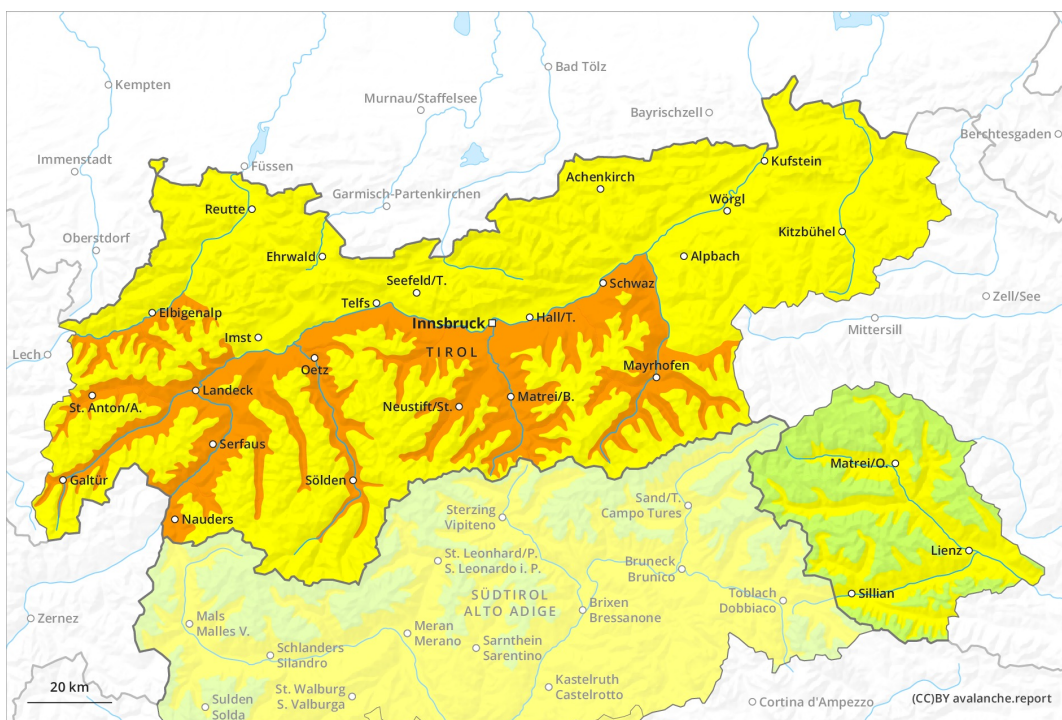 Kempten
Bad Tölz
Murnau/Staffelsee
Bayrischzell
Berchtesgaden
Immenstadt
Füssen
Kufstein
Achenkirch
Garmisch-Partenkirchen
Wörgl
Reutte
Kitzbühel
Oberstdorf
Ehrwald
Alpbach
Seefeld/T.
Schwaz
Zell/See
Telfs
Elbigenalp
Hall/T.
Innsbruck
Mittersill
Imst
Lech
TIROL
Oetz
Mayrhofen
Landeck
St. Anton/A.
Matrei/B.
Neustift/St.
Serfaus
Matrei/O.
Galtür
Sölden
Sand/T.
Campo Tures
Sterzing
Vipiteno
Nauders
Lienz
St. Leonhard/P.
S. Leonardo i. P.
Bruneck
Brunico
SÜDTIROL
ALTO ADIGE
Sillian
Toblach
Dobbiaco
Brixen
Bressanone
Zernez
Mals
Malles V.
Meran
Merano
Sarnthein
Sarentino
Schlanders
Silandro
Kastelruth
Castelrotto
20 km
St. Walburg
S. Valburga
Sulden
Solda
Cortina d'Ampezzo
(CC)BY avalanche.report